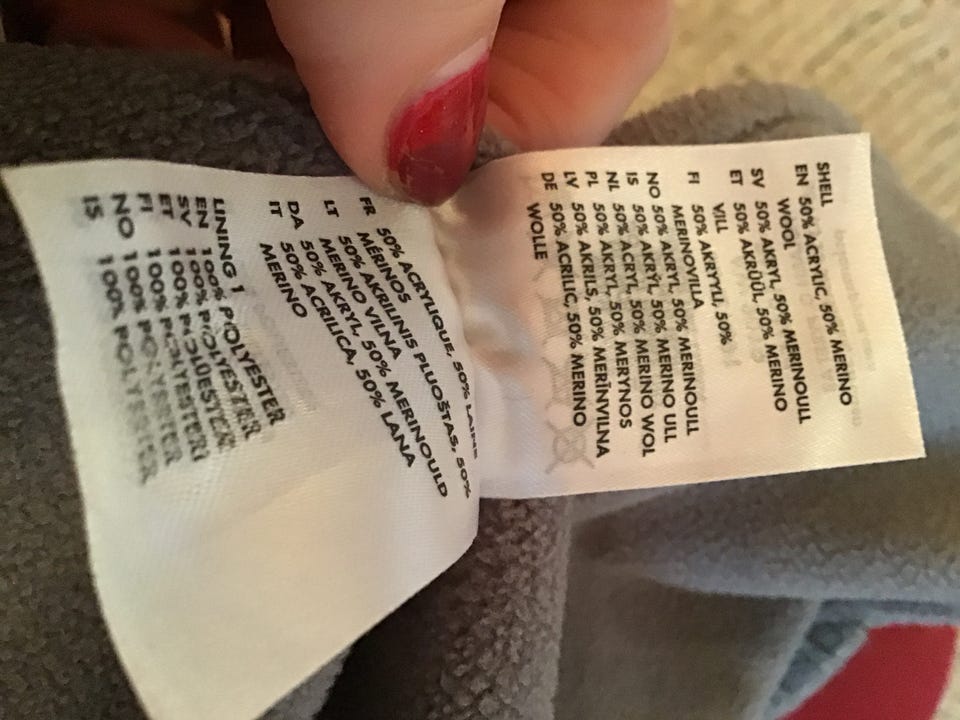 SHELL
EN 50% ACRYLIC, 50% MERINO
WOOL
SV 50% AKRYL, 50% MERINOULL
ET 50% AKRÜÜL, 50% MERINO
VILL
FI 50% AKRYYLI, 50%
MERINOVILLA
NO 50% AKRYL, 50% MERINOULL
IS 50% AKRÝL, 50% MERINO ULL
NL 50% ACRYL, 50% MERINO WOL
PL 50% AKRYL, 50% MERYNOS
LV 50% AKRILS, 50% MERĪNVILNA
DE 50% ACRILIC, 50% MERINO
WOLLE
FR 50% ACRYLIQUE, 50% LAINE
MÉRINOS
LT 50% AKRILINIS PLUOŠTAS, 50%
MERINO VILNA
DA 50% AKRYL, 50% MERINOULD
IT 50% ACRILICA, 50% LANA
MERINO
LINING 1
EN 100% POLYESTER
SV 100% POLYESTER
ET 100% POLÜESTER
FI 100% POLYESTERI
NO 100% POLYESTER
IS 100% POLYESTER